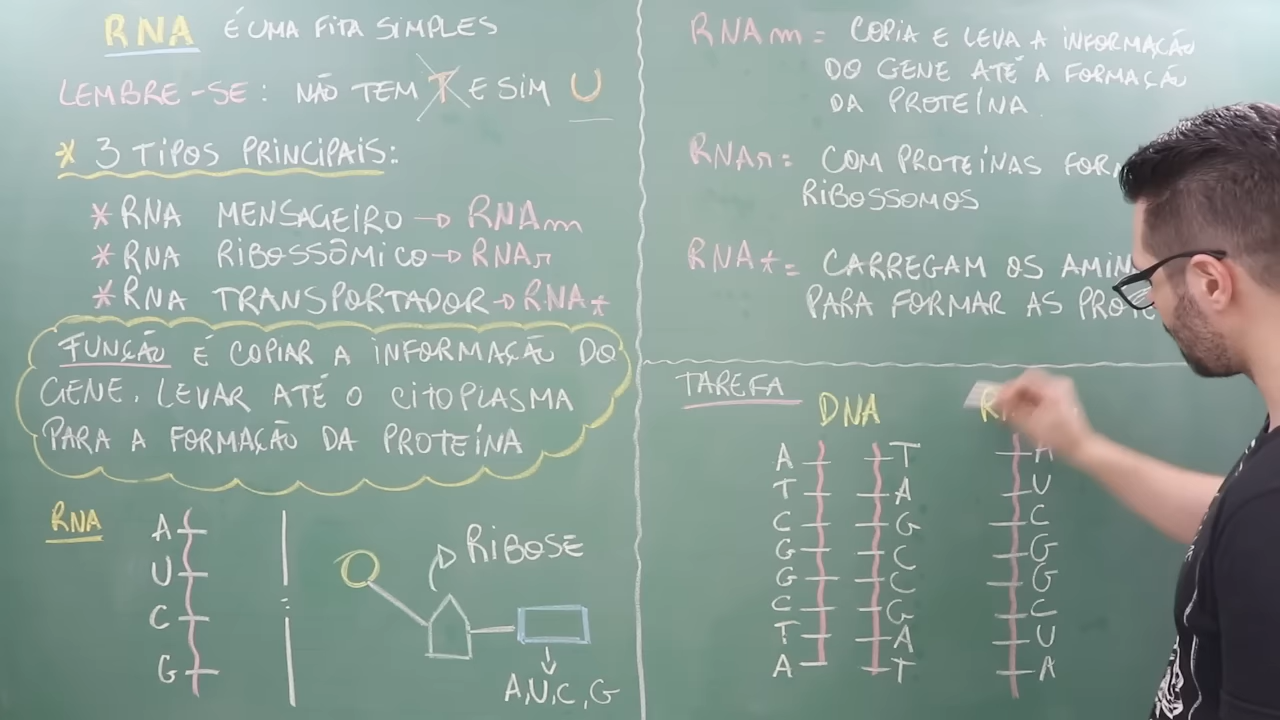 RNA É UMA FITA SIMPLES
LEMBRE-SE: NÃO TEM T E SIM U
* 3 TIPOS PRINCIPAIS:
* RNA MENSAGEIRO → RNAm
* RNA RIBOSSÔMICO → RNAr
* RNA TRANSPORTADOR → RNAt
FUNÇÃO É COPIAR A INFORMAÇÃO DO
GENE, LEVAR ATÉ O CITOPLASMA
PARA A FORMAÇÃO DA PROTEÍNA
RNA
A
U
C
G
RIBOSE
A,U,C,G
RNAm = COPIA E LEVA A INFORMAÇÃO
DO GENE ATÉ A FORMAÇÃO
DA PROTEÍNA.
RNAr: COM PROTEÍNAS FOR
RIBOSSOMOS
RNAt = CARREGAM OS AMIN
PARA FORMAR AS PROTE
TAREFA
DNA
A T A
T A U
C G C
G C G
G C G
C G C
T A U
A T A